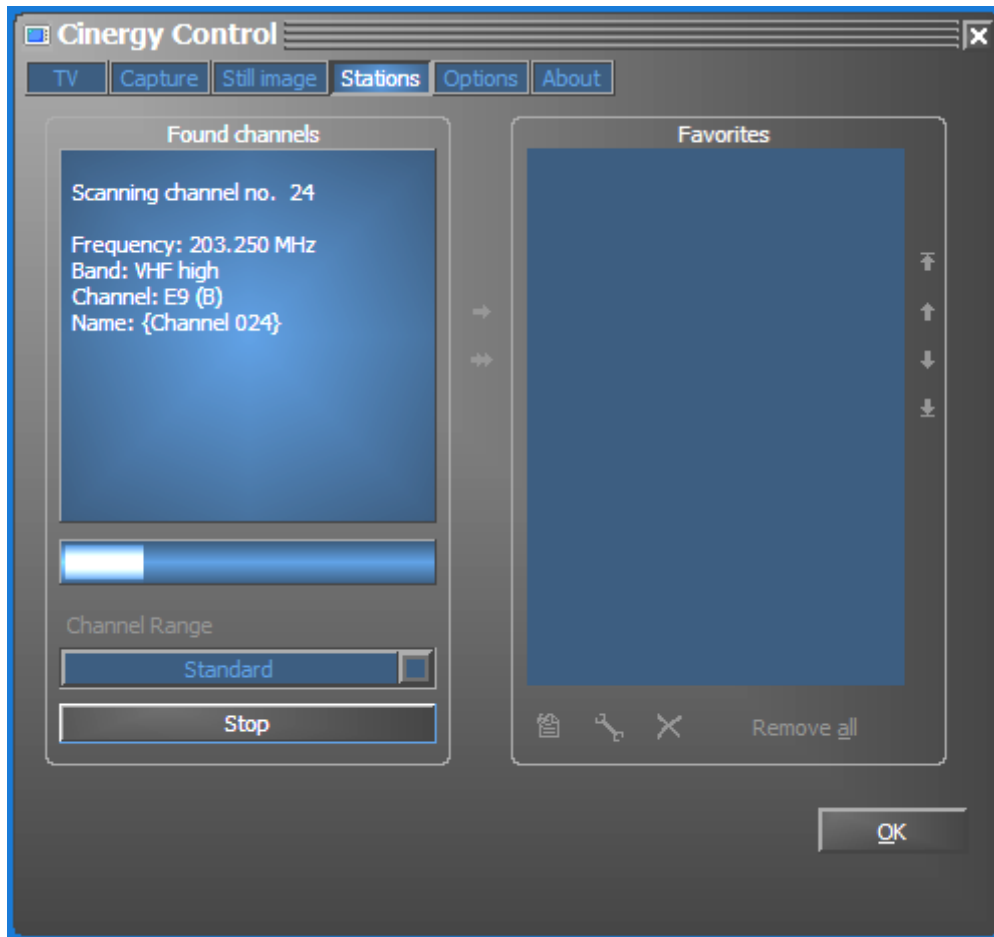 Cinergy Control
TV Capture Still image Stations Options About
Found channels
Scanning channel no. 24
Frequency: 203.250 MHz
Band: VHF high
Channel: E9 (B)
Name: {Channel 024}
Channel Range
Standard
Stop
Favorites
Remove all
OK